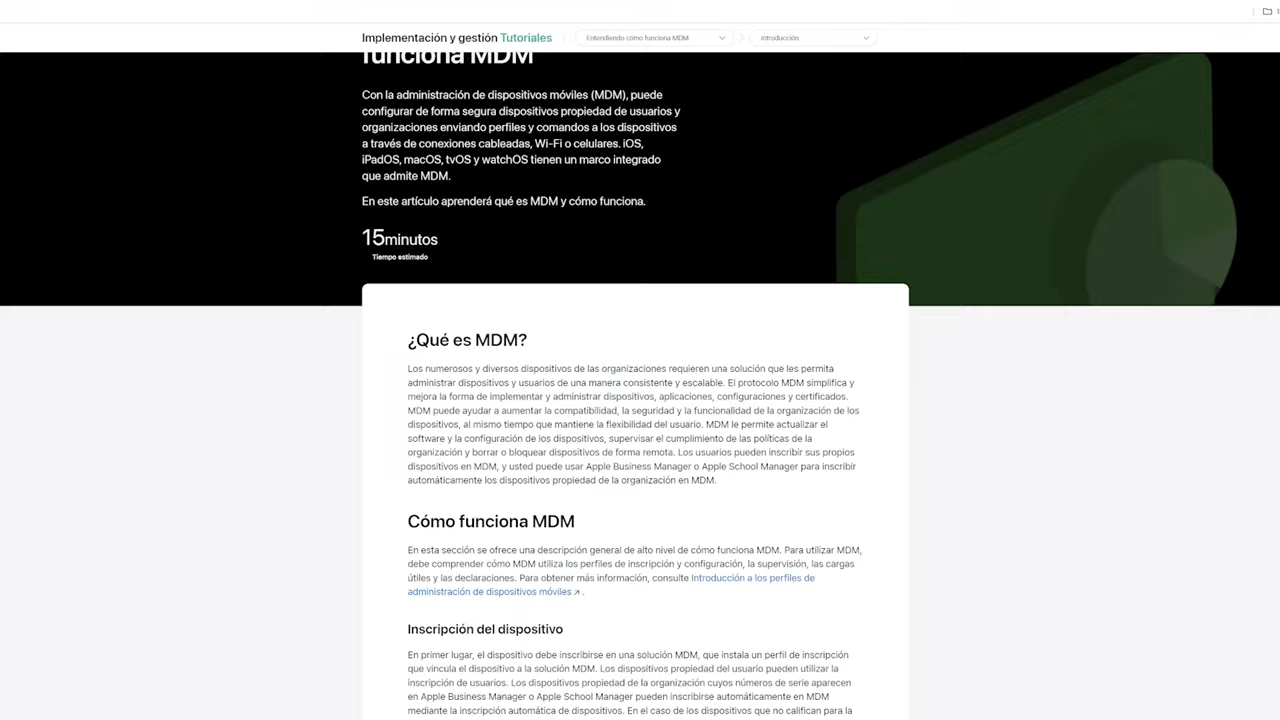 Implementación y gestión Tutoriales
Entendiendo cómo funciona MDM
Introducción
funciona MDM
Con la administración de dispositivos móviles (MDM), puede
configurar de forma segura dispositivos propiedad de usuarios y
organizaciones enviando perfiles y comandos a los dispositivos
a través de conexiones cableadas, Wi-Fi o celulares. iOS,
iPadOS, macOS, tvOS y watchOS tienen un marco integrado
que admite MDM.
En este artículo aprenderá qué es MDM y cómo funciona.
15minutos
Tiempo estimado
¿Qué es MDM?
Los numerosos y diversos dispositivos de las organizaciones requieren una solución que les permita
administrar dispositivos y usuarios de una manera consistente y escalable. El protocolo MDM simplifica y
mejora la forma de implementar y administrar dispositivos, aplicaciones, configuraciones y certificados.
MDM puede ayudar a aumentar la compatibilidad, la seguridad y la funcionalidad de la organización de los
dispositivos, al mismo tiempo que mantiene la flexibilidad del usuario. MDM le permite actualizar el
software y la configuración de los dispositivos, supervisar el cumplimiento de las políticas de la
organización y borrar o bloquear dispositivos de forma remota. Los usuarios pueden inscribir sus propios
dispositivos en MDM, y usted puede usar Apple Business Manager o Apple School Manager para inscribir
automáticamente los dispositivos propiedad de la organización en MDM.
Cómo funciona MDM
En esta sección se ofrece una descripción general de alto nivel de cómo funciona MDM. Para utilizar MDM,
debe comprender cómo MDM utiliza los perfiles de inscripción y configuración, la supervisión, las cargas
útiles y las declaraciones. Para obtener más información, consulte Introducción a los perfiles de
administración de dispositivos móviles ↗ .
Inscripción del dispositivo
En primer lugar, el dispositivo debe inscribirse en una solución MDM, que instala un perfil de inscripción
que vincula el dispositivo a la solución MDM. Los dispositivos propiedad del usuario pueden utilizar la
inscripción de usuarios. Los dispositivos propiedad de la organización cuyos números de serie aparecen
en Apple Business Manager o Apple School Manager pueden inscribirse automáticamente en MDM
mediante la inscripción automática de dispositivos. En el caso de los dispositivos que no califican para la